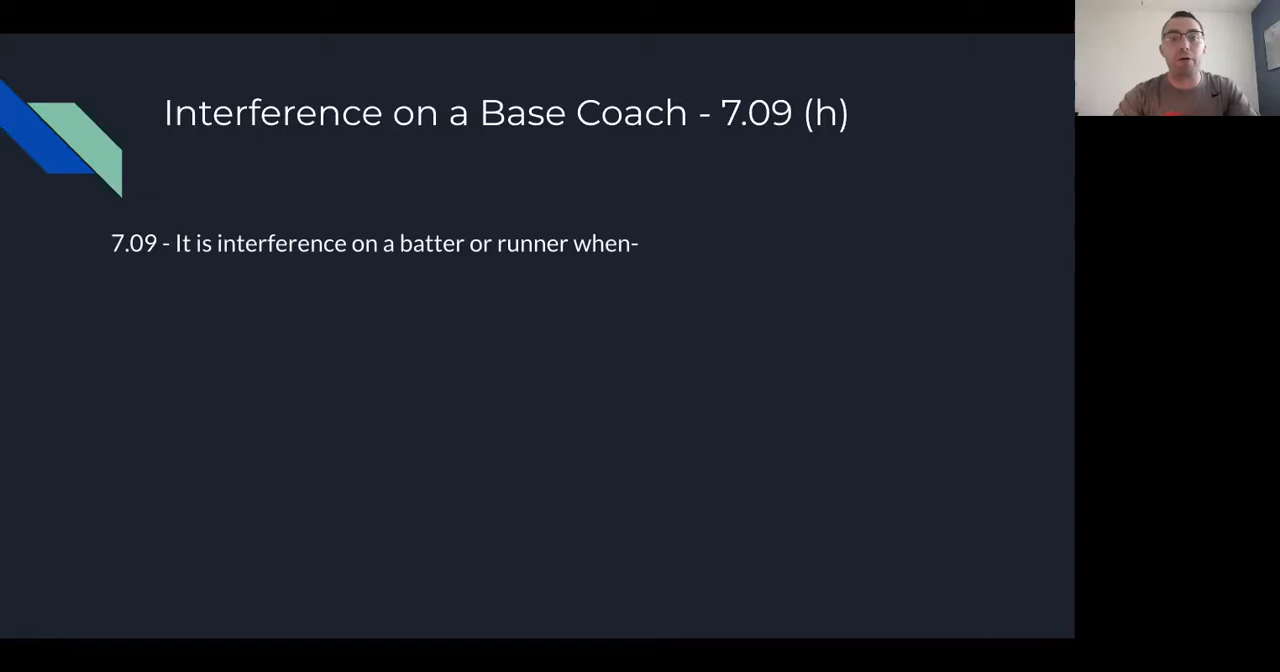 Interference on a Base Coach - 7.09 (h)
7.09 - It is interference on a batter or runner when-